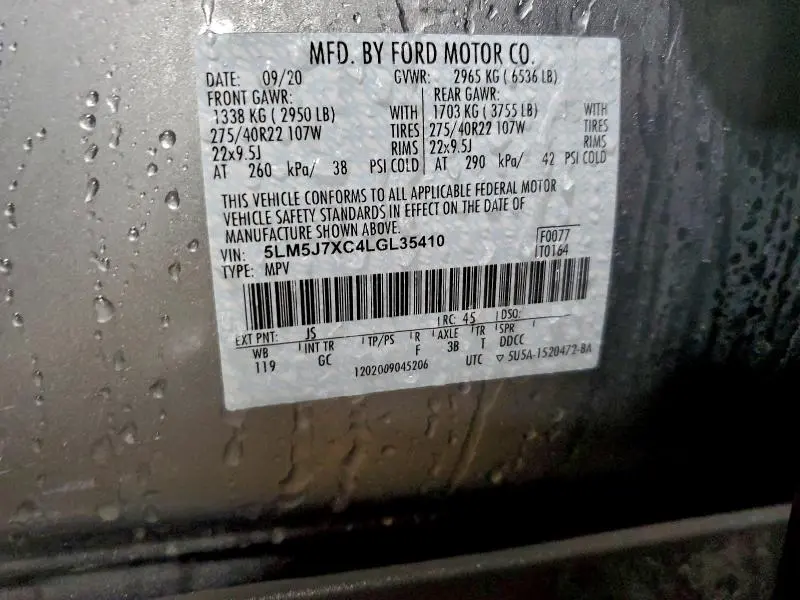 MFD. BY FORD MOTOR CO.
DATE: 09/20 GVWR: 2965 KG ( 6536 LB)
FRONT GAWR: REAR GAWR:
1338 KG ( 2950 LB) WITH 1703 KG ( 3755 LB) WITH
275/40R22 107W TIRES 275/40R22 107W TIRES
22x9.5J RIMS 22x9.5J RIMS
AT 260 kPa/ 38 PSI COLD AT 290 kPa/ 42 PSI COLD
THIS VEHICLE CONFORMS TO ALL APPLICABLE FEDERAL MOTOR
VEHICLE SAFETY STANDARDS IN EFFECT ON THE DATE OF
MANUFACTURE SHOWN ABOVE.
VIN: 5LM5J7XC4LGL35410 F0077
TYPE: MPV T0164
EXT PNT: JS RC: 45 DSO:
WB INT TR TP/PS R AXLE TR SPR
119 GC F 3B T DDCC
1202009045206 UTC ▽ 5U5A-1520472-BA